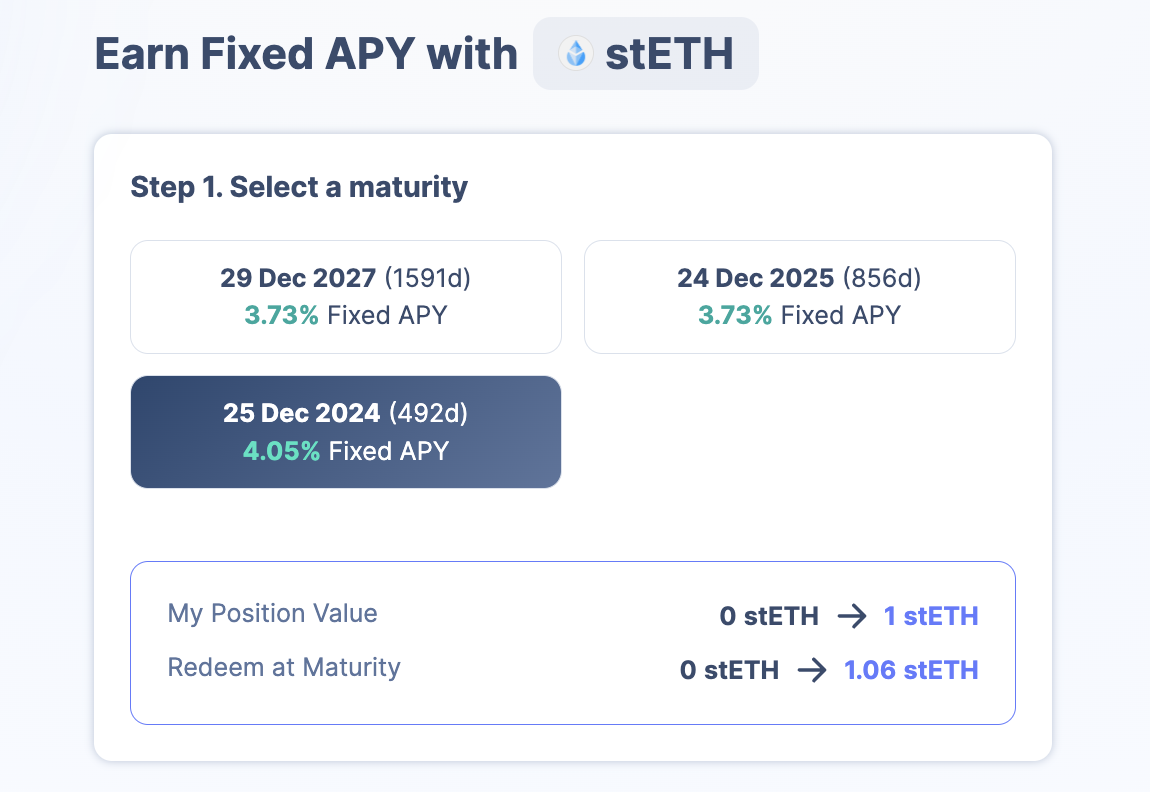 Earn Fixed APY with stETH
Step 1. Select a maturity
29 Dec 2027 (1591d)
3.73% Fixed APY
24 Dec 2025 (856d)
3.73% Fixed APY
25 Dec 2024 (492d)
4.05% Fixed APY
My Position Value 0 stETH → 1 stETH
Redeem at Maturity 0 stETH → 1.06 stETH